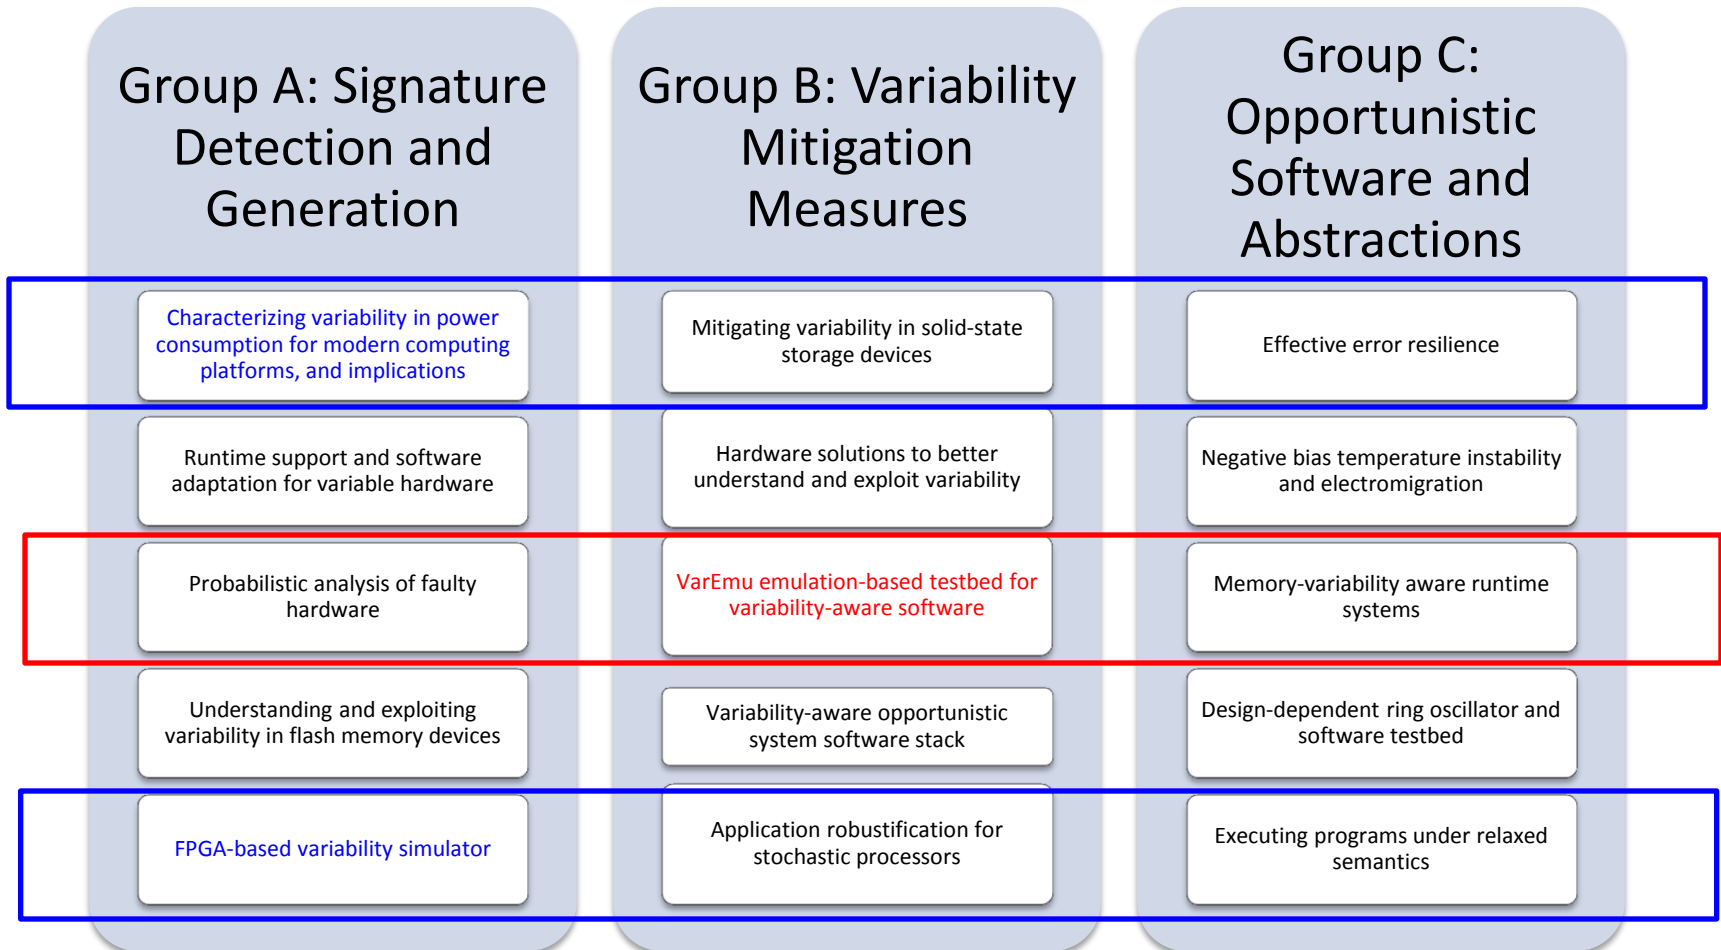 Group A: Signature
Detection and
Generation
Characterizing variability in power
consumption for modern computing
platforms, and implications
Runtime support and software
adaptation for variable hardware
Probabilistic analysis of faulty
hardware
Understanding and exploiting
variability in flash memory devices
FPGA-based variability simulator
Group B: Variability
Mitigation
Measures
Mitigating variability in solid-state
storage devices
Hardware solutions to better
understand and exploit variability
VarEmu emulation-based testbed for
variability-aware software
Variability-aware opportunistic
system software stack
Application robustification for
stochastic processors
Group C:
Opportunistic
Software and
Abstractions
Effective error resilience
Negative bias temperature instability
and electromigration
Memory-variability aware runtime
systems
Design-dependent ring oscillator and
software testbed
Executing programs under relaxed
semantics